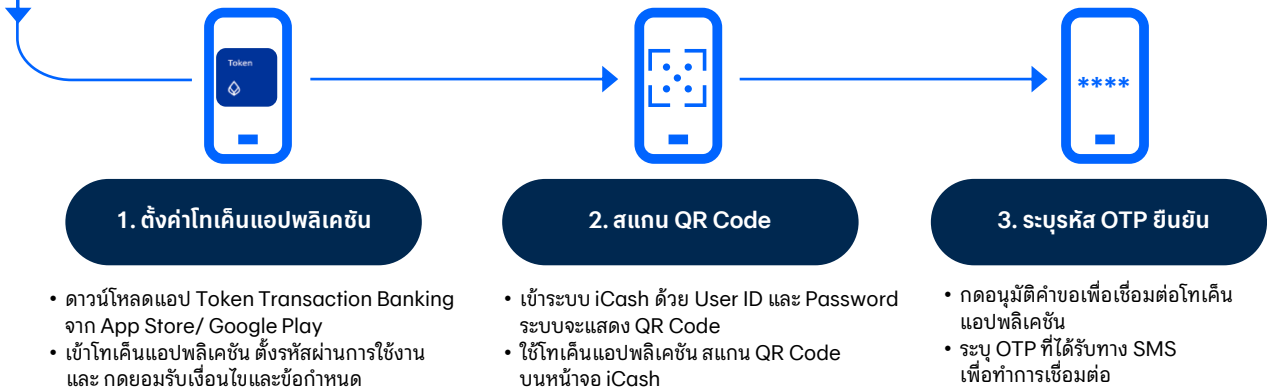 Token
****
1. ตั้งค่าโทเค็นแอปพลิเคชัน
2. สแกน QR Code
3. ระบุรหัส OTP ยืนยัน
• ดาวน์โหลดแอป Token Transaction Banking
จาก App Store/ Google Play
• เข้าโทเค็นแอปพลิเคชัน ตั้งรหัสผ่านการใช้งาน
และ กดยอมรับเงื่อนไขและข้อกำหนด
• เข้าระบบ iCash ด้วย User ID และ Password
ระบบจะแสดง QR Code
• ใช้โทเค็นแอปพลิเคชัน สแกน QR Code
บนหน้าจอ iCash
• กดอนุมัติคำขอเพื่อเชื่อมต่อโทเค็น
แอปพลิเคชัน
• ระบุ OTP ที่ได้รับทาง SMS
เพื่อทำการเชื่อมต่อ